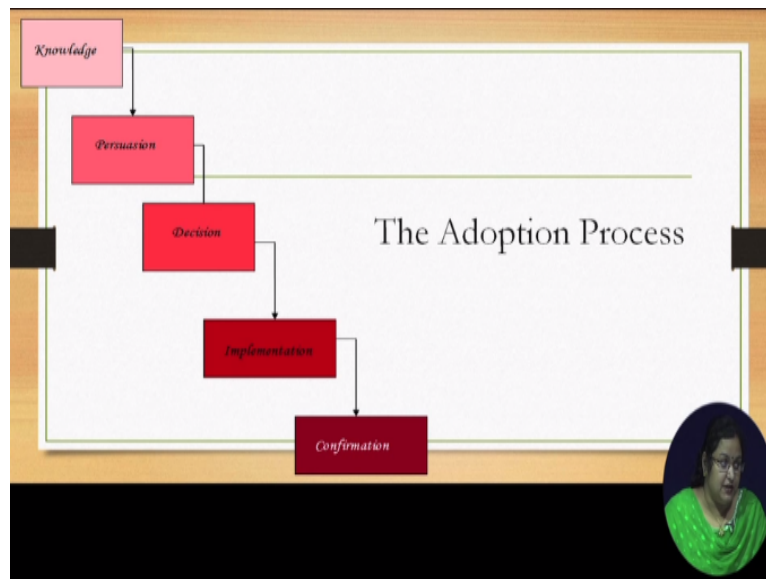 Knowledge
Persuasion
Decision
The Adoption Process
Implementation
Confirmation